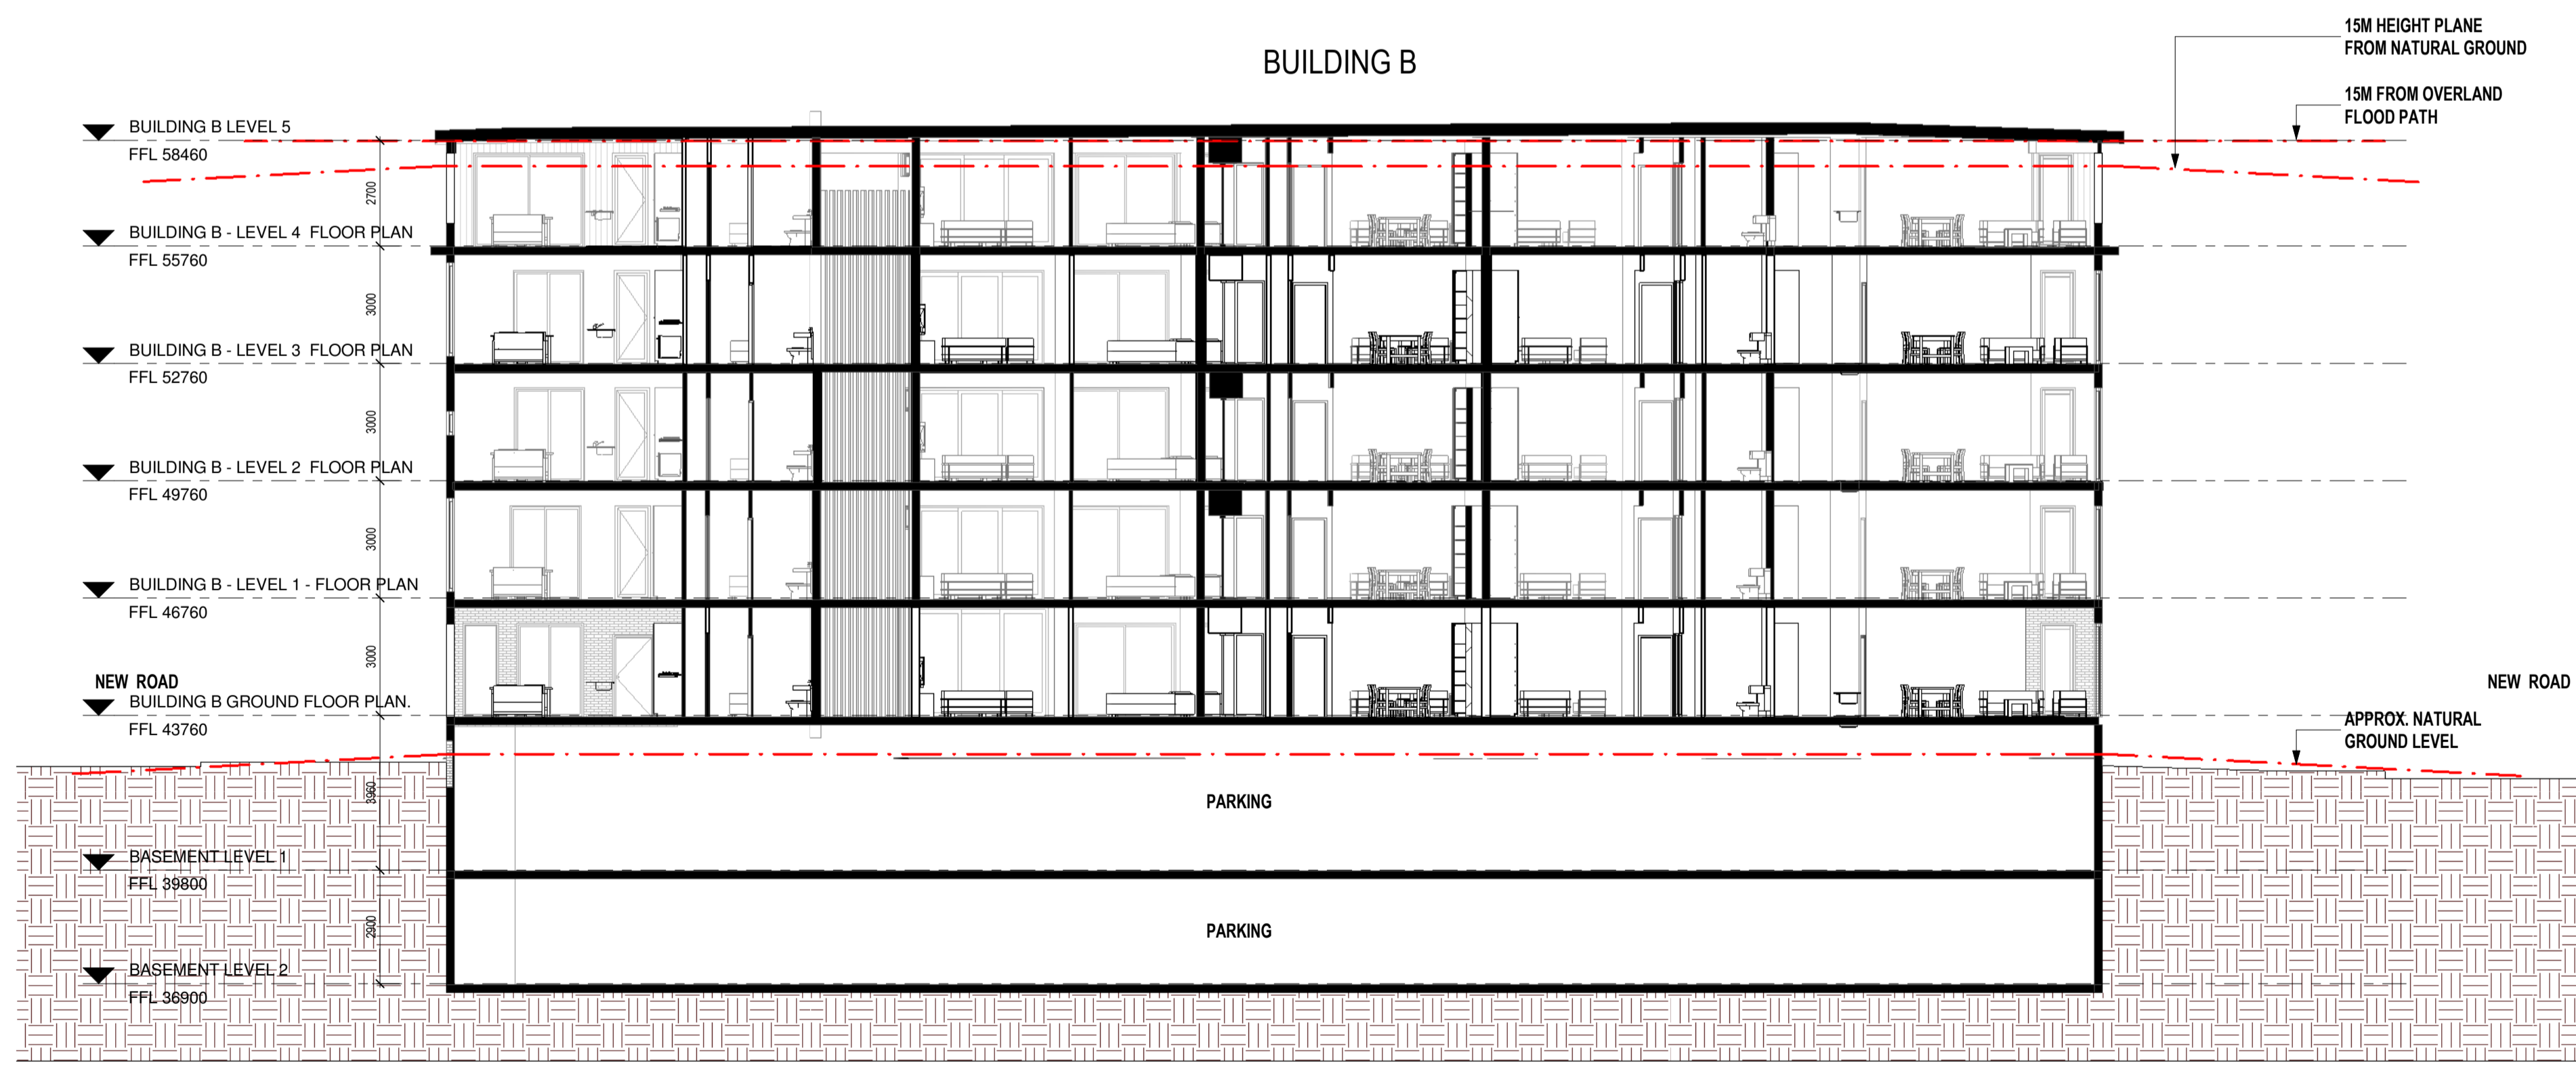 BUILDING B
15M HEIGHT PLANE
FROM NATURAL GROUND
15M FROM OVERLAND
FLOOD PATH
BUILDING B LEVEL 5
FFL 58460
2700
BUILDING B - LEVEL 4 FLOOR PLAN
FFL 55760
3000
BUILDING B - LEVEL 3 FLOOR PLAN
FFL 52760
3000
BUILDING B - LEVEL 2 FLOOR PLAN
FFL 49760
3000
BUILDING B - LEVEL 1 - FLOOR PLAN
FFL 46760
3000
NEW ROAD
NEW ROAD
BUILDING B GROUND FLOOR PLAN.
FFL 43760
APPROX. NATURAL
GROUND LEVEL
3960
PARKING
BASEMENT LEVEL 1
FFL 39800
2900
PARKING
BASEMENT LEVEL 2
FFL 36900